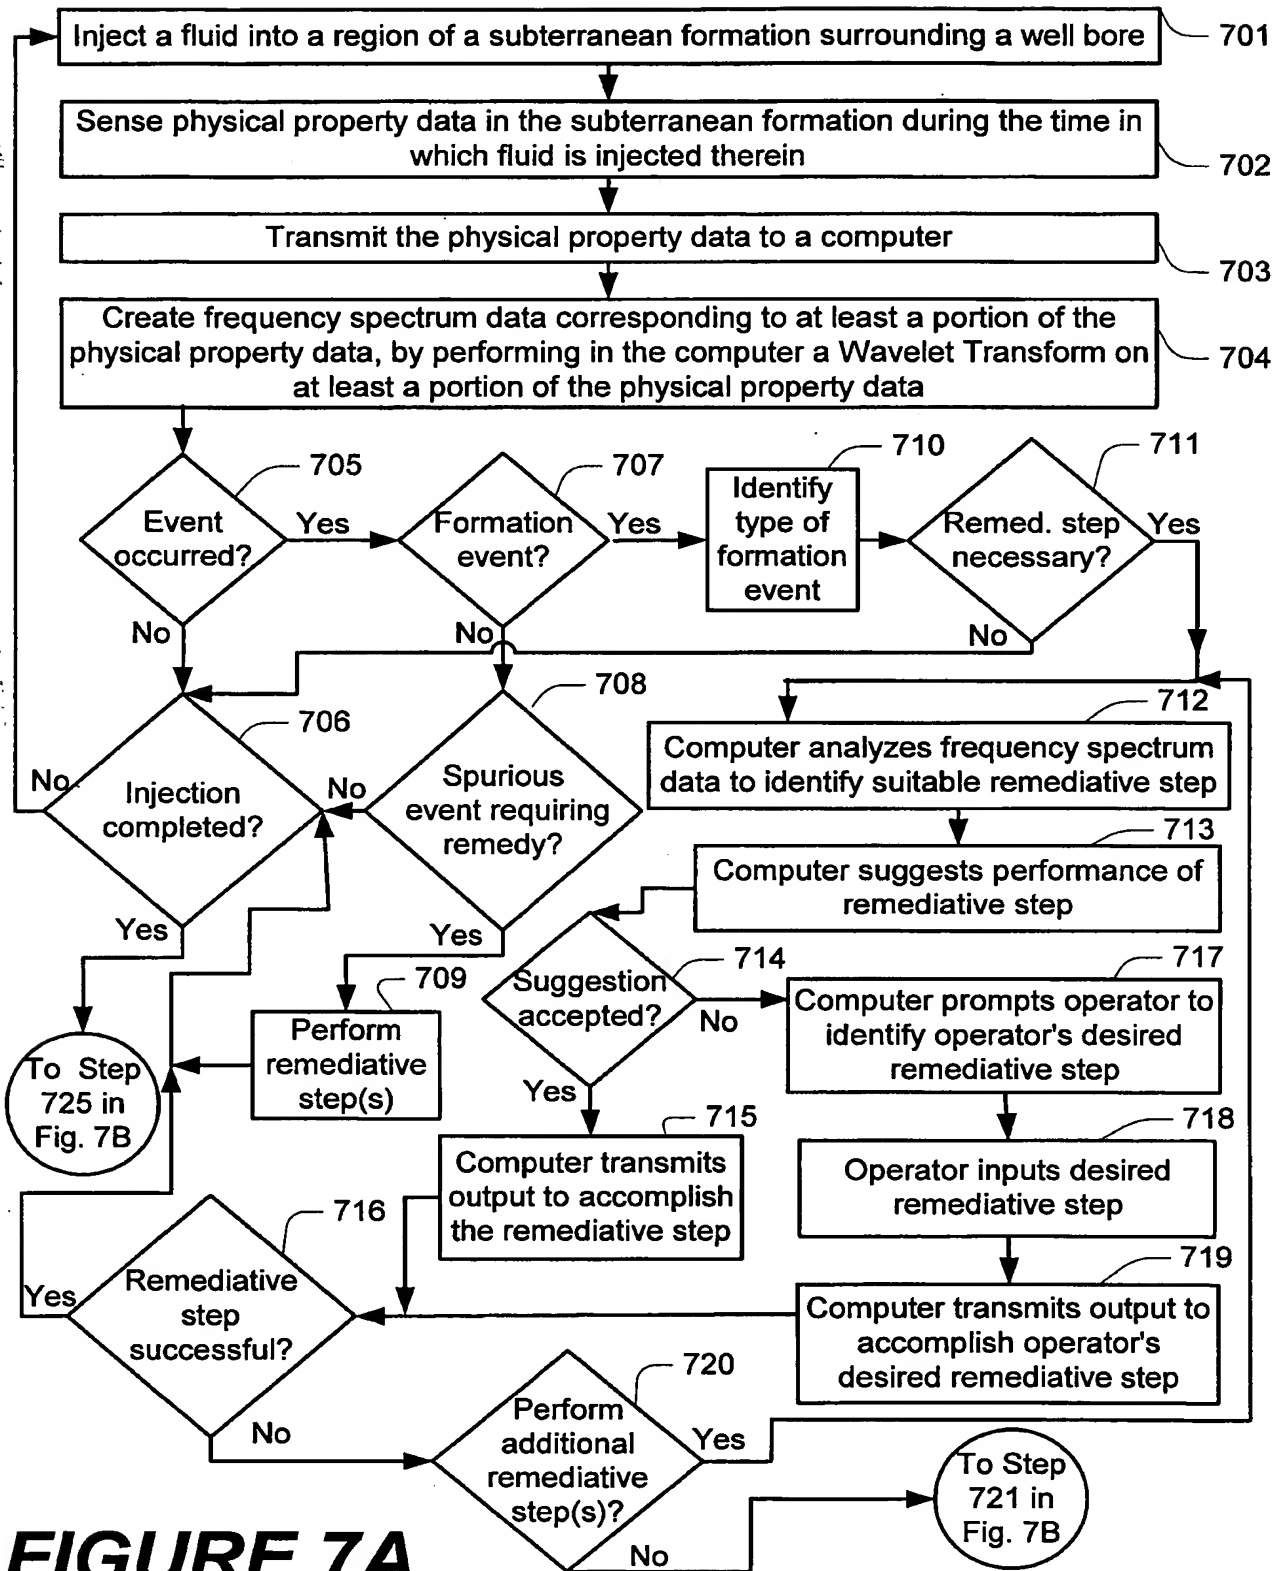 Inject a fluid into a region of a subterranean formation surrounding a well bore
701
Sense physical property data in the subterranean formation during the time in
which fluid is injected therein
702
Transmit the physical property data to a computer
703
Create frequency spectrum data corresponding to at least a portion of the
physical property data, by performing in the computer a Wavelet Transform on
at least a portion of the physical property data
704
705
Event
occurred?
Yes
No
707
Formation
event?
Yes
No
710
Identify
type of
formation
event
711
Remed. step
necessary?
Yes
No
706
Injection
completed?
No
Yes
708
Spurious
event requiring
remedy?
No
Yes
712
Computer analyzes frequency spectrum
data to identify suitable remediative step
713
Computer suggests performance of
remediative step
709
Perform
remediative
step(s)
714
Suggestion
accepted?
No
Yes
717
Computer prompts operator to
identify operator's desired
remediative step
To Step
725 in
Fig. 7B
715
Computer transmits
output to accomplish
the remediative step
718
Operator inputs desired
remediative step
716
Remediative
step
successful?
Yes
No
719
Computer transmits output to
accomplish operator's
desired remediative step
720
Perform
additional
remediative
step(s)?
Yes
No
To Step
721 in
Fig. 7B
FIGURE 7A